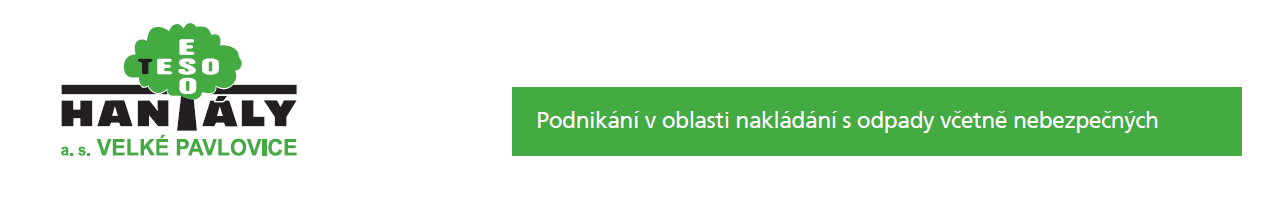 ESO
TESO
HANTÁLY
a. s. VELKÉ PAVLOVICE
Podnikání v oblasti nakládání s odpady včetně nebezpečných